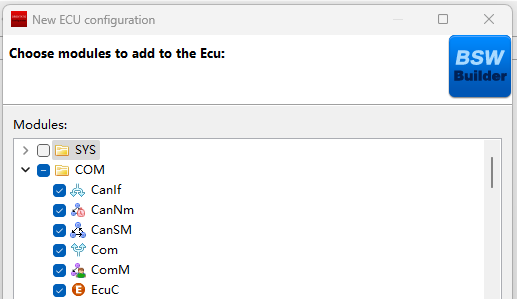 New ECU configuration
Choose modules to add to the Ecu:
BSW
Builder
Modules:
SYS
COM
CanIf
CanNm
CanSM
Com
ComM
E EcuC